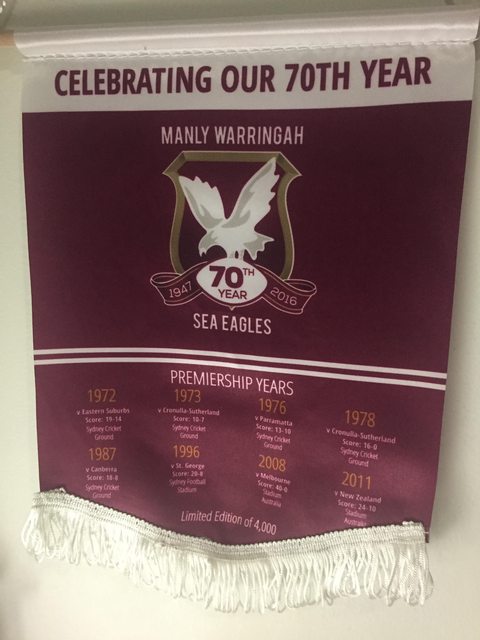 CELEBRATING OUR 70TH YEAR
MANLY WARRINGAH
70TH
YEAR
1947
2016
SEA EAGLES
PREMIERSHIP YEARS
1972
v Eastern Suburbs
Score: 19-14
Sydney Cricket
Ground
1973
v Cronulla-Sutherland
Score: 10-7
Sydney Cricket
Ground
1976
v Parramatta
Score: 13-10
Sydney Cricket
Ground
1978
v Cronulla-Sutherland
Score: 16-0
Sydney Cricket
Ground
1987
v Canberra
Score: 18-8
Sydney Cricket
Ground
1996
v St. George
Score: 20-8
Sydney Football
Stadium
2008
v Melbourne
Score: 40-0
Stadium
Australia
2011
v New Zealand
Score: 24-10
Stadium
Australia
Limited Edition of 4,000